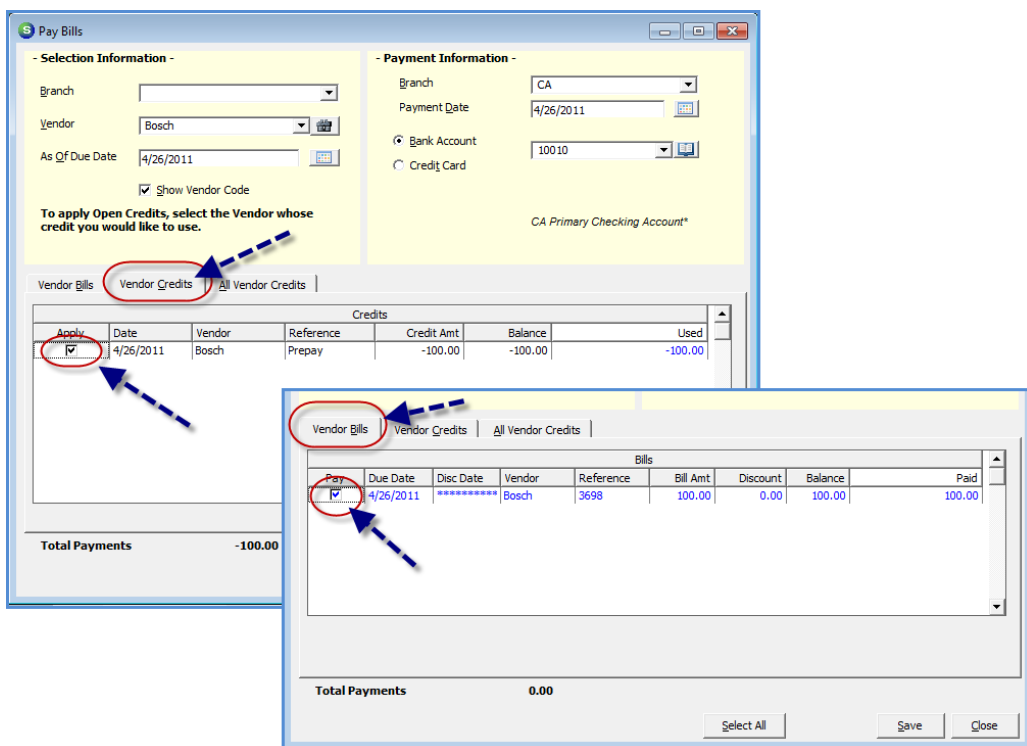 S Pay Bills
- Selection Information -
Branch
Vendor Bosch
As Of Due Date 4/26/2011
Show Vendor Code
To apply Open Credits, select the Vendor whose
credit you would like to use.
- Payment Information -
Branch CA
Payment Date 4/26/2011
Bank Account 10010
Credit Card
CA Primary Checking Account*
Vendor Bills Vendor Credits All Vendor Credits
Credits
Apply Date Vendor Reference Credit Amt Balance Used
4/26/2011 Bosch Prepay -100.00 -100.00 -100.00
Total Payments -100.00
Vendor Bills Vendor Credits All Vendor Credits
Bills
Pay Due Date Disc Date Vendor Reference Bill Amt Discount Balance Paid
4/26/2011 ********** Bosch 3698 100.00 0.00 100.00 100.00
Total Payments 0.00
Select All Save Close